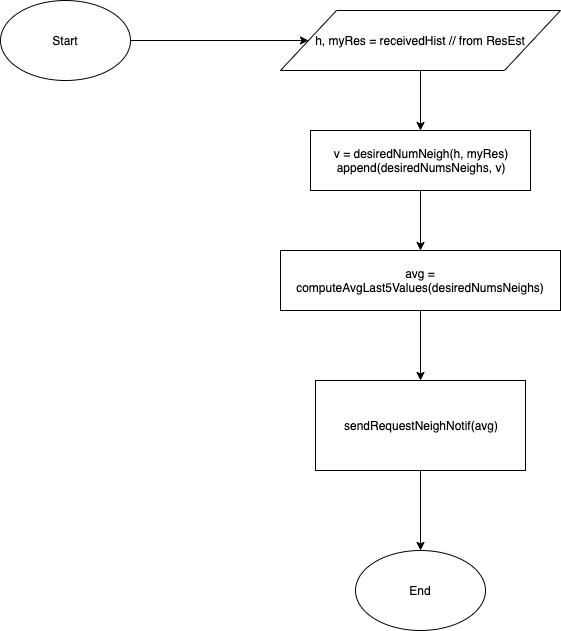 Start
h, myRes = receivedHist // from ResEst
v = desiredNumNeigh(h, myRes)
append(desiredNumsNeighs, v)
avg =
computeAvgLast5Values(desiredNumsNeighs)
sendRequestNeighNotif(avg)
End